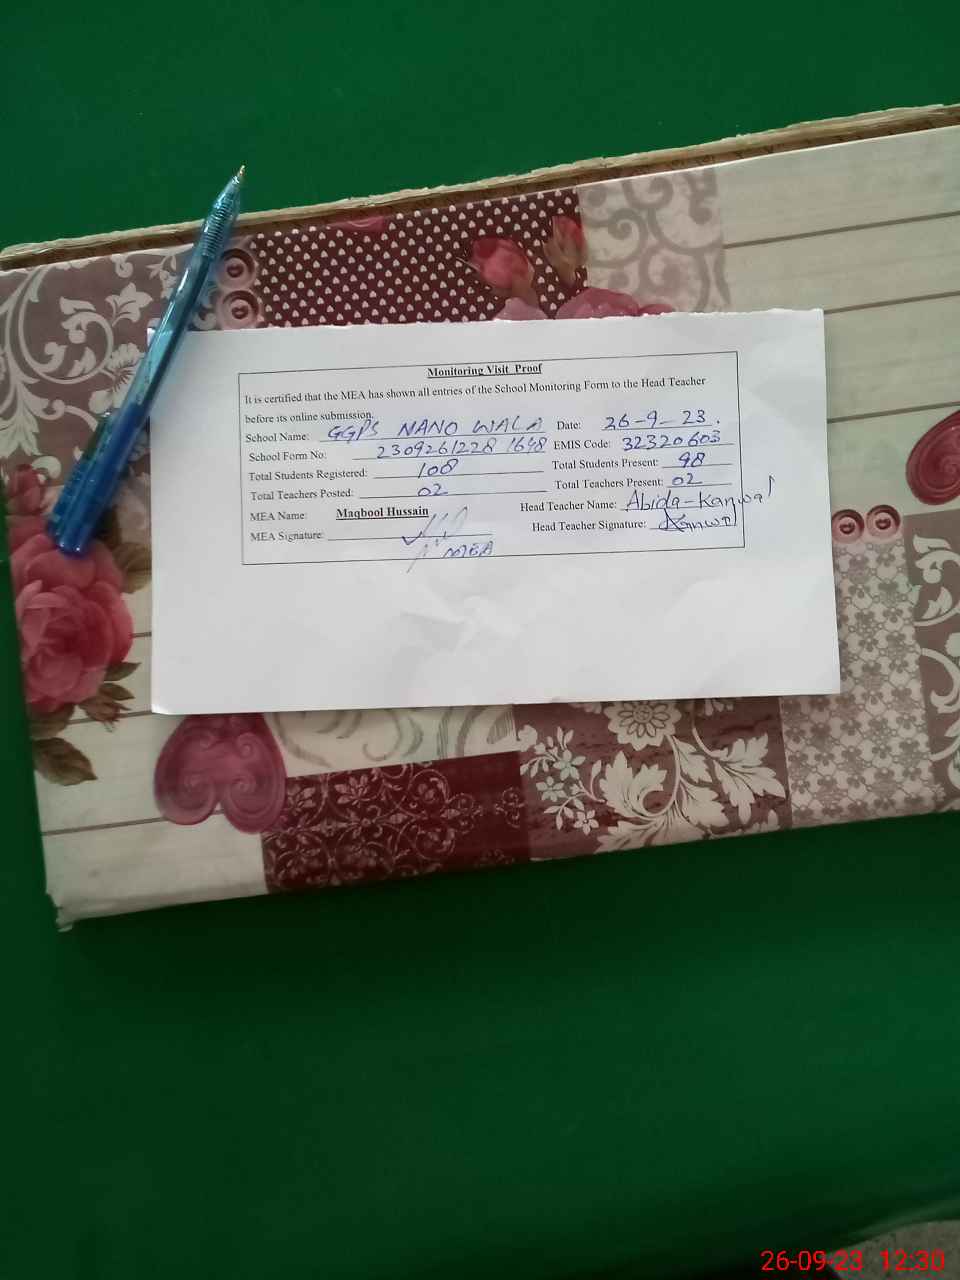 Monitoring Visit Proof
It is certified that the MEA has shown all entries of the School Monitoring Form to the Head Teacher
before its online submission.
School Name: GGPS NANO WALA Date: 26-9-23.
School Form No: 2309261228 1648 EMIS Code: 32320603
Total Students Registered: 108 Total Students Present: 98
Total Teachers Posted: 02 Total Teachers Present: 02
MEA Name: Maqbool Hussain Head Teacher Name: Abida-Kanwal
MEA Signature: Head Teacher Signature: Kanwal
MEA
26-09-23 12:30